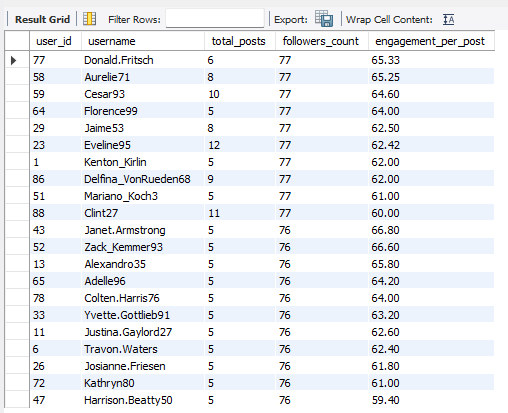 Result Grid Filter Rows: Export: Wrap Cell Content:
user_id username total_posts followers_count engagement_per_post
77 Donald.Fritsch 6 77 65.33
58 Aurelie71 8 77 65.25
59 Cesar93 10 77 64.60
64 Florence99 5 77 64.00
29 Jaime53 8 77 62.50
23 Eveline95 12 77 62.42
1 Kenton_Kirlin 5 77 62.00
86 Delfina_VonRueden68 9 77 62.00
51 Mariano_Koch3 5 77 61.00
88 Clint27 11 77 60.00
43 Janet.Armstrong 5 76 66.80
52 Zack_Kemmer93 5 76 66.60
13 Alexandro35 5 76 65.80
65 Adelle96 5 76 64.20
78 Colten.Harris76 5 76 64.00
33 Yvette.Gottlieb91 5 76 63.20
11 Justina.Gaylord27 5 76 62.60
6 Travon.Waters 5 76 62.40
26 Josianne.Friesen 5 76 61.80
72 Kathryn80 5 76 61.00
47 Harrison.Beatty50 5 76 59.40